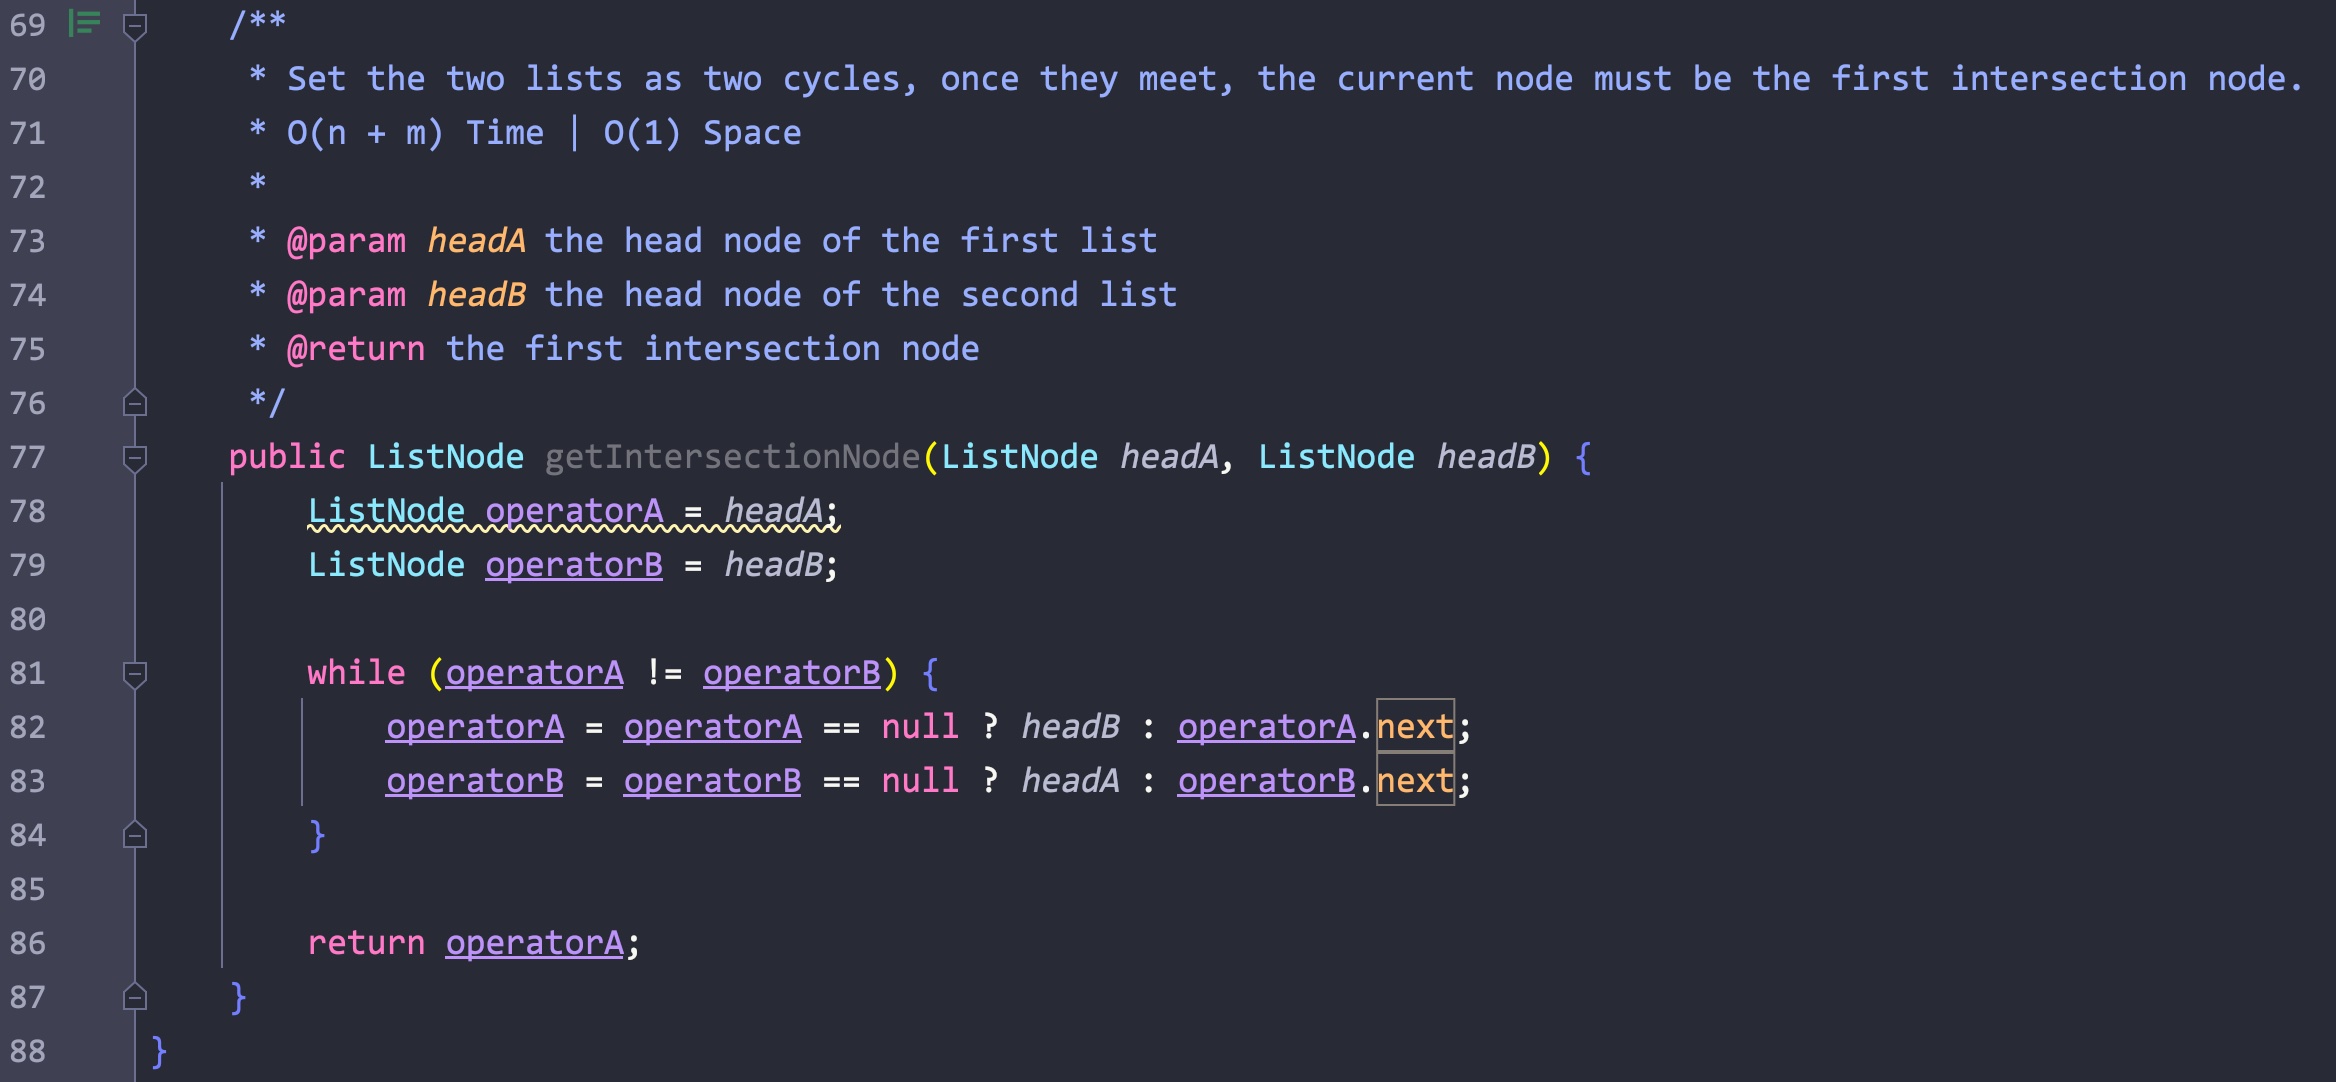 69 /**
70 * Set the two lists as two cycles, once they meet, the current node must be the first intersection node.
71 * O(n + m) Time | O(1) Space
72 *
73 * @param headA the head node of the first list
74 * @param headB the head node of the second list
75 * @return the first intersection node
76 */
77 public ListNode getIntersectionNode(ListNode headA, ListNode headB) {
78 ListNode operatorA = headA;
79 ListNode operatorB = headB;
80
81 while (operatorA != operatorB) {
82 operatorA = operatorA == null ? headB : operatorA.next;
83 operatorB = operatorB == null ? headA : operatorB.next;
84 }
85
86 return operatorA;
87 }
88 }